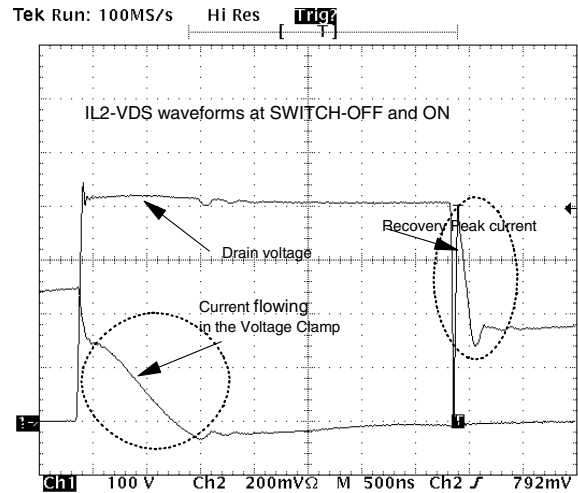 Tek Run: 100MS/s Hi Res Trig?
[ T ]
IL2-VDS waveforms at SWITCH-OFF and ON
Recovery Peak current
Drain voltage
Current flowing
in the Voltage Clamp
T
Ch1 100 V Ch2 200mVΩ M 500ns Ch2 ƒ 792mV